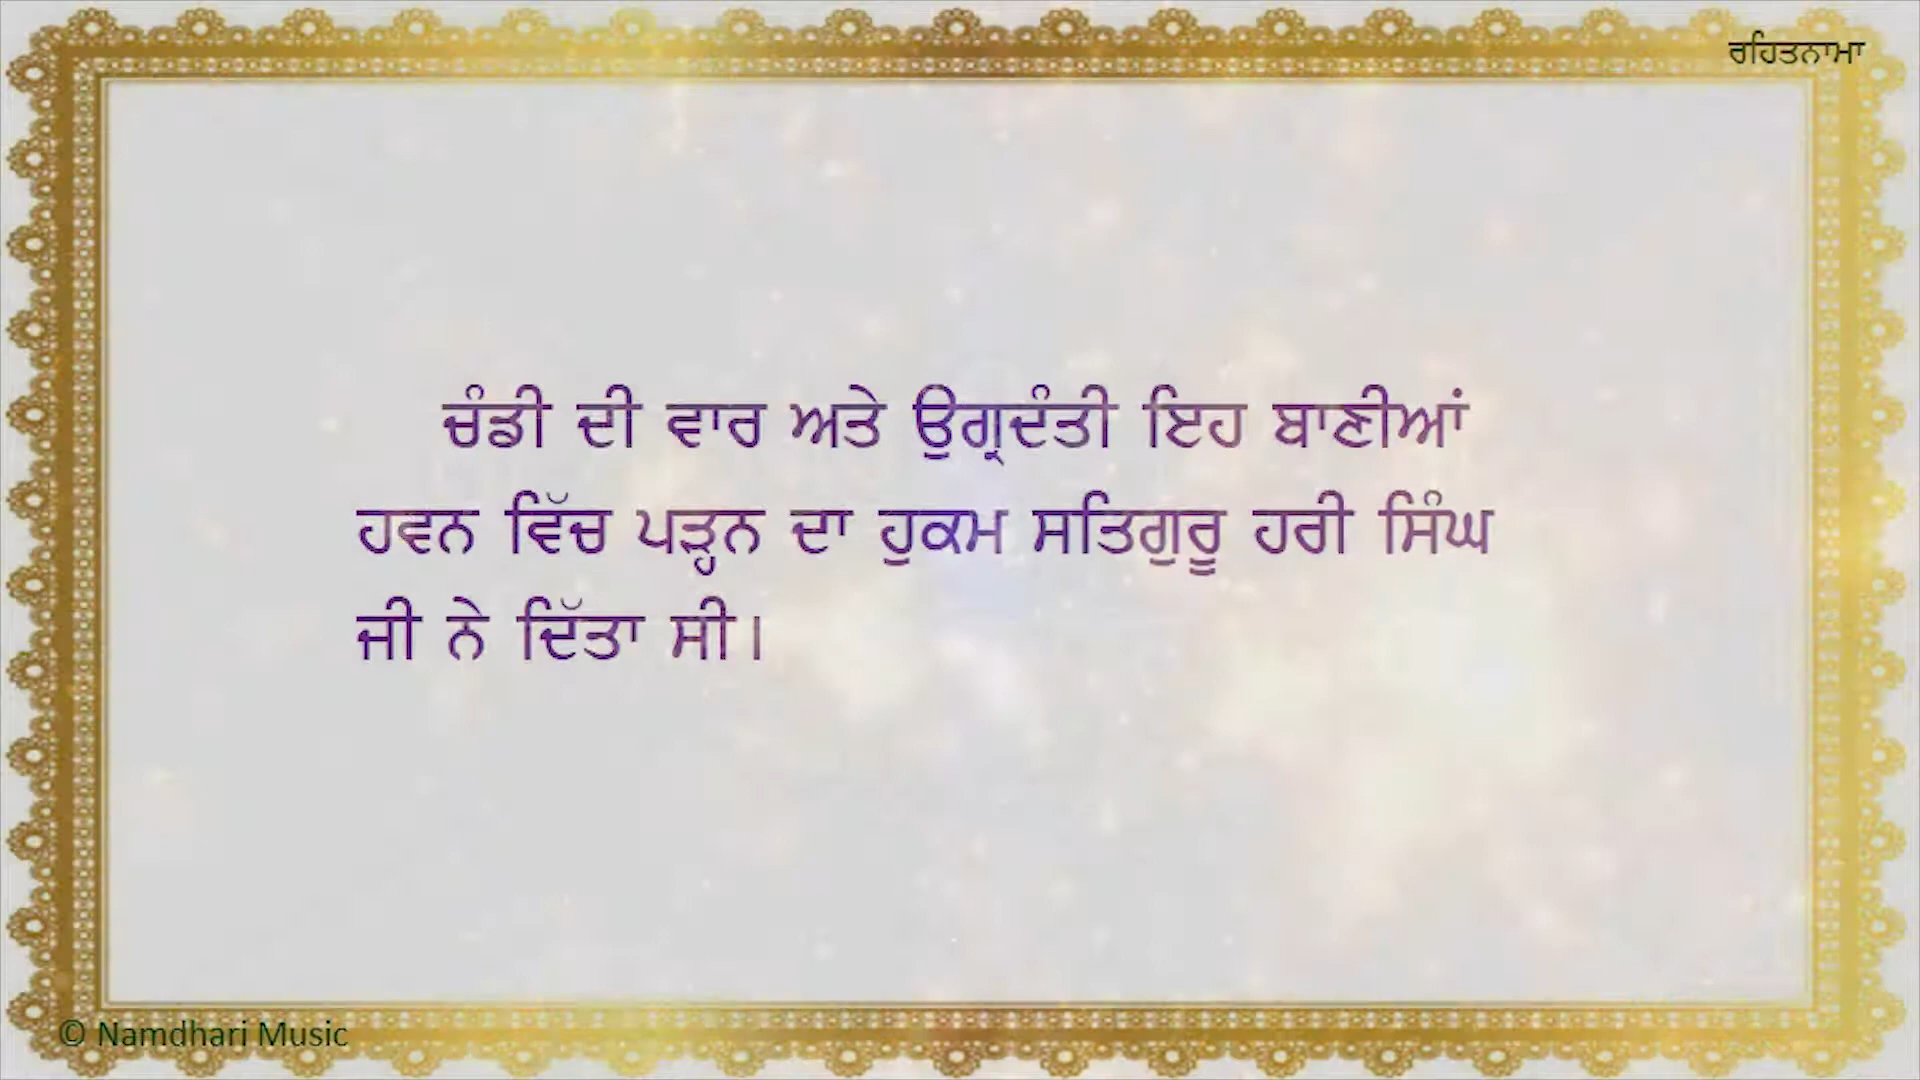 ਰਹਿਤਨਾਮਾ
ਚੰਡੀ ਦੀ ਵਾਰ ਅਤੇ ਉਗ੍ਰਦੰਤੀ ਇਹ ਬਾਣੀਆਂ
ਹਵਨ ਵਿੱਚ ਪੜ੍ਹਨ ਦਾ ਹੁਕਮ ਸਤਿਗੁਰੂ ਹਰੀ ਸਿੰਘ
ਜੀ ਨੇ ਦਿੱਤਾ ਸੀ।
© Namdhari Music